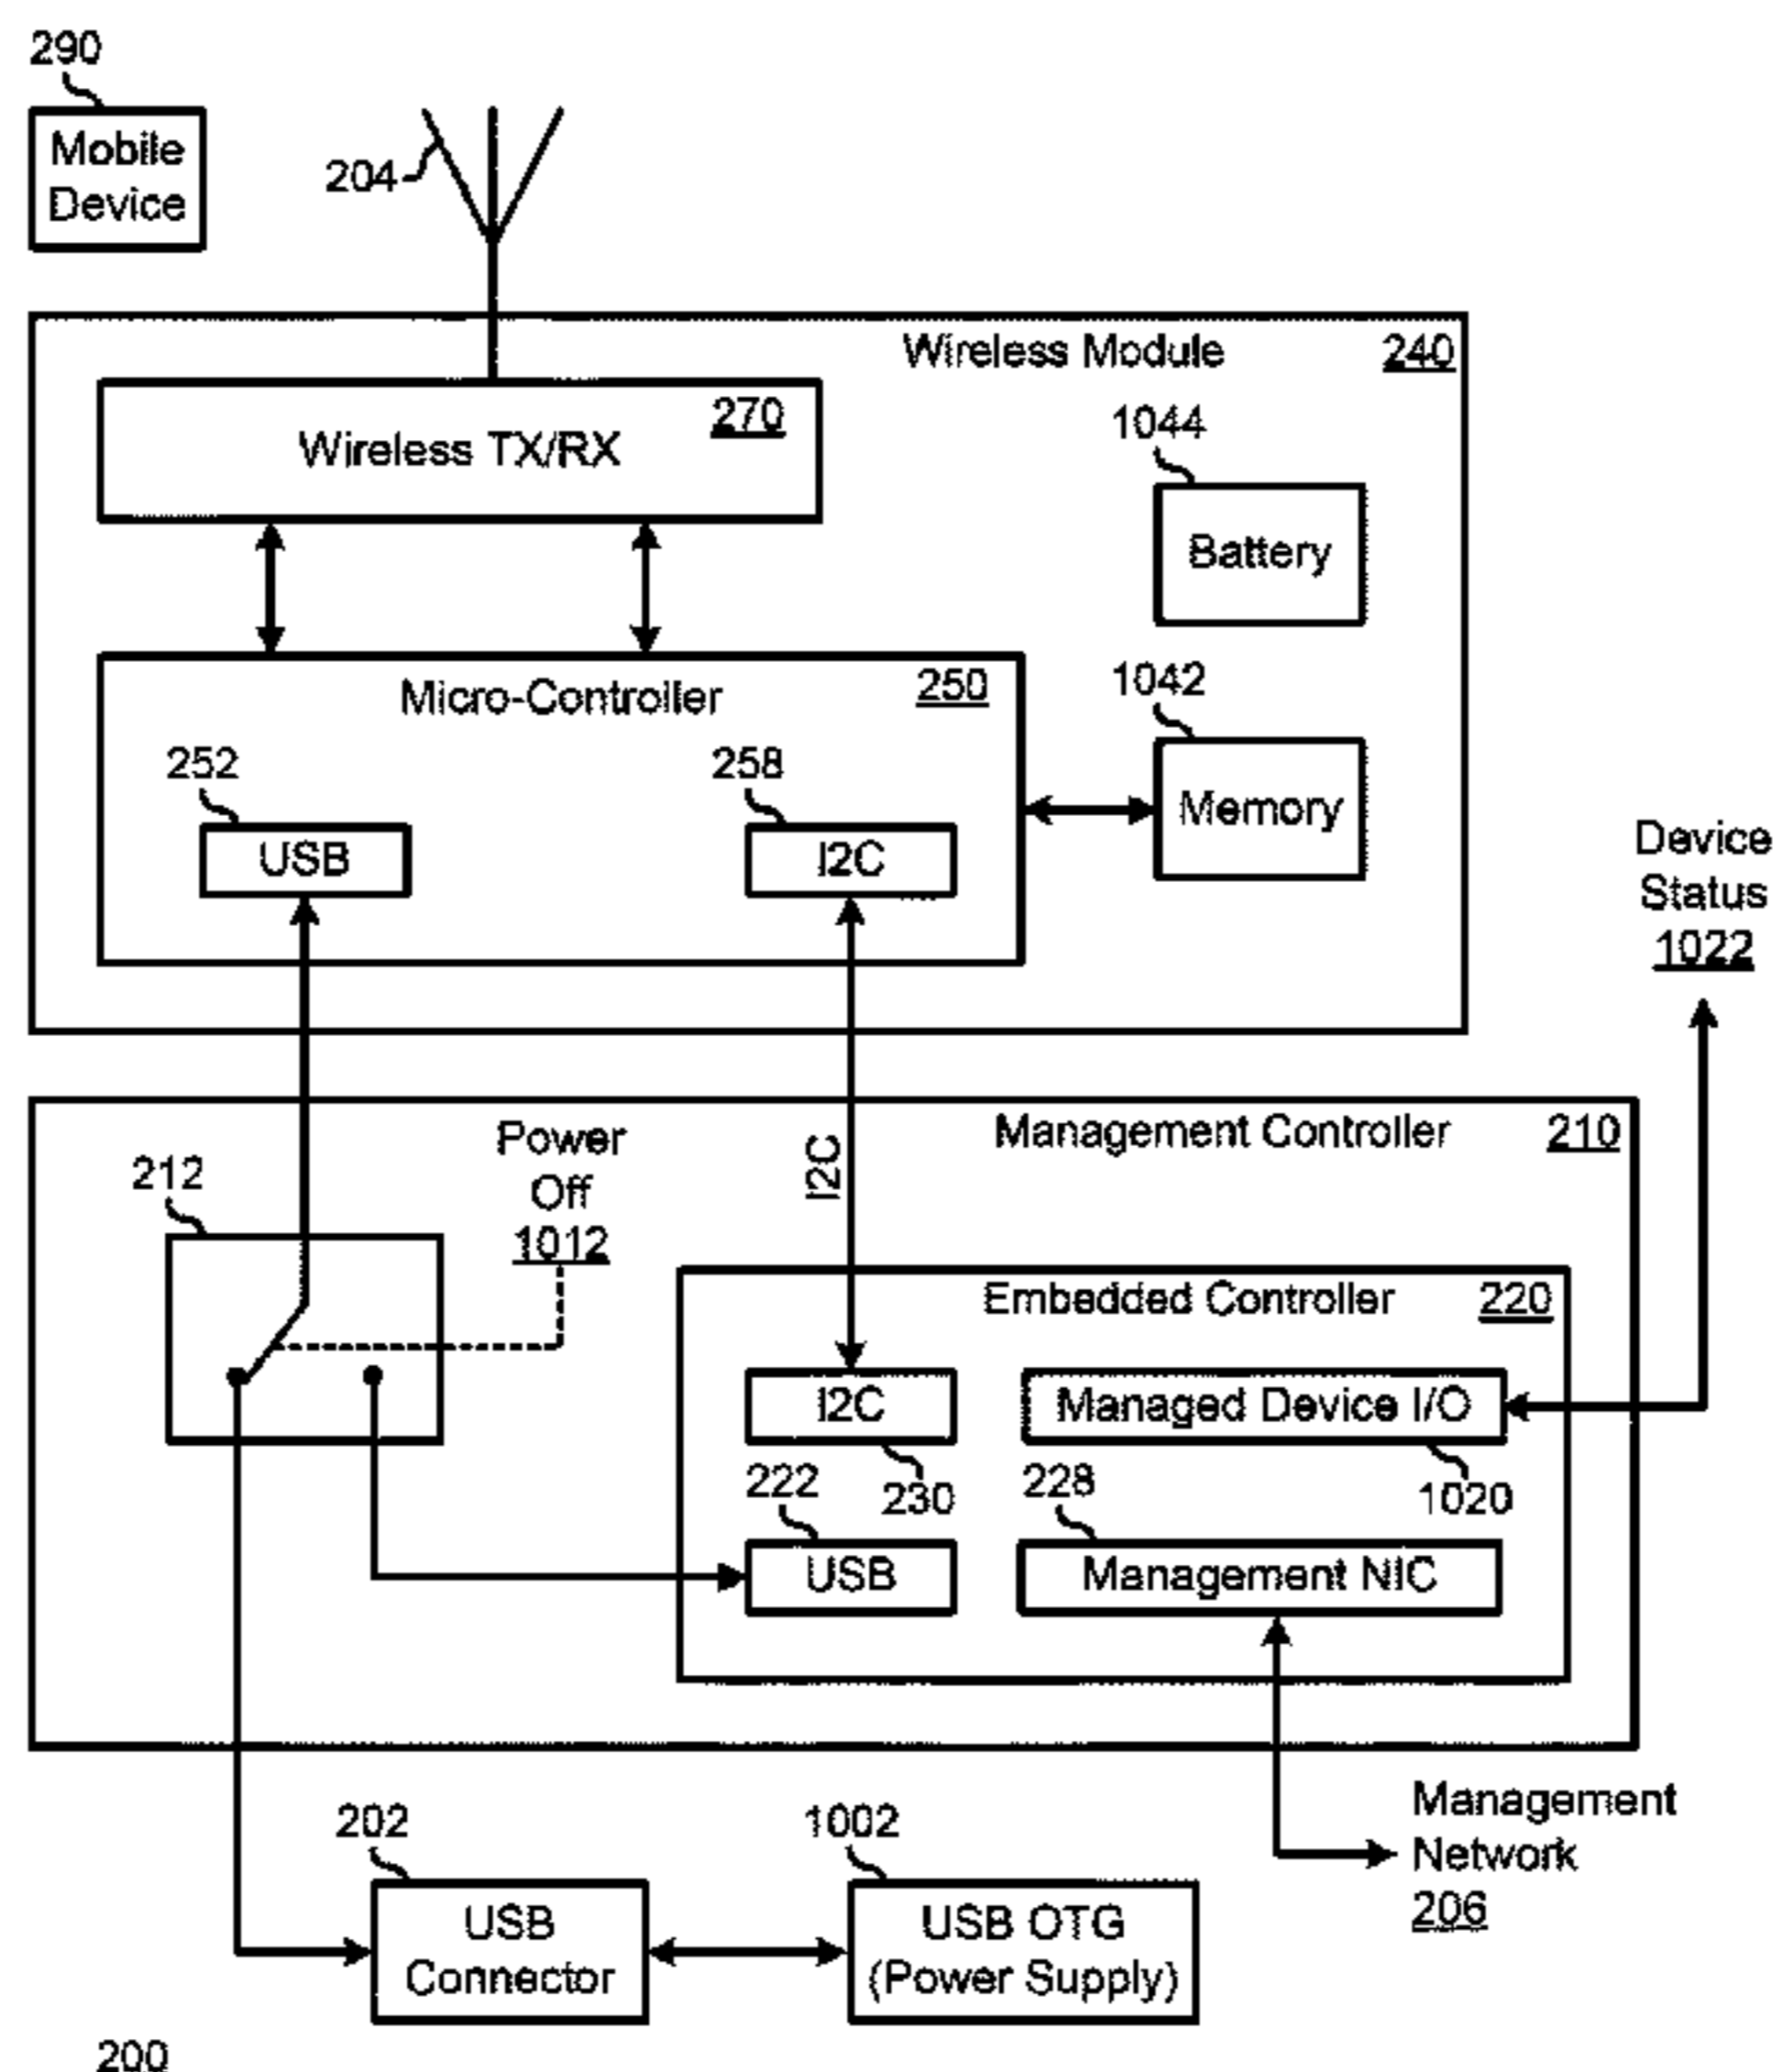 290
Mobile
Device
204
Wireless Module 240
270
Wireless TX/RX
1044
Battery
Micro-Controller 250
1042
Memory
252
USB
258
I2C
Device
Status
1022
Management Controller 210
Power
Off
1012
212
I2C
Embedded Controller 220
I2C
230
Managed Device I/O
1020
222
USB
228
Management NIC
Management
Network
206
202
USB
Connector
1002
USB OTG
(Power Supply)
200